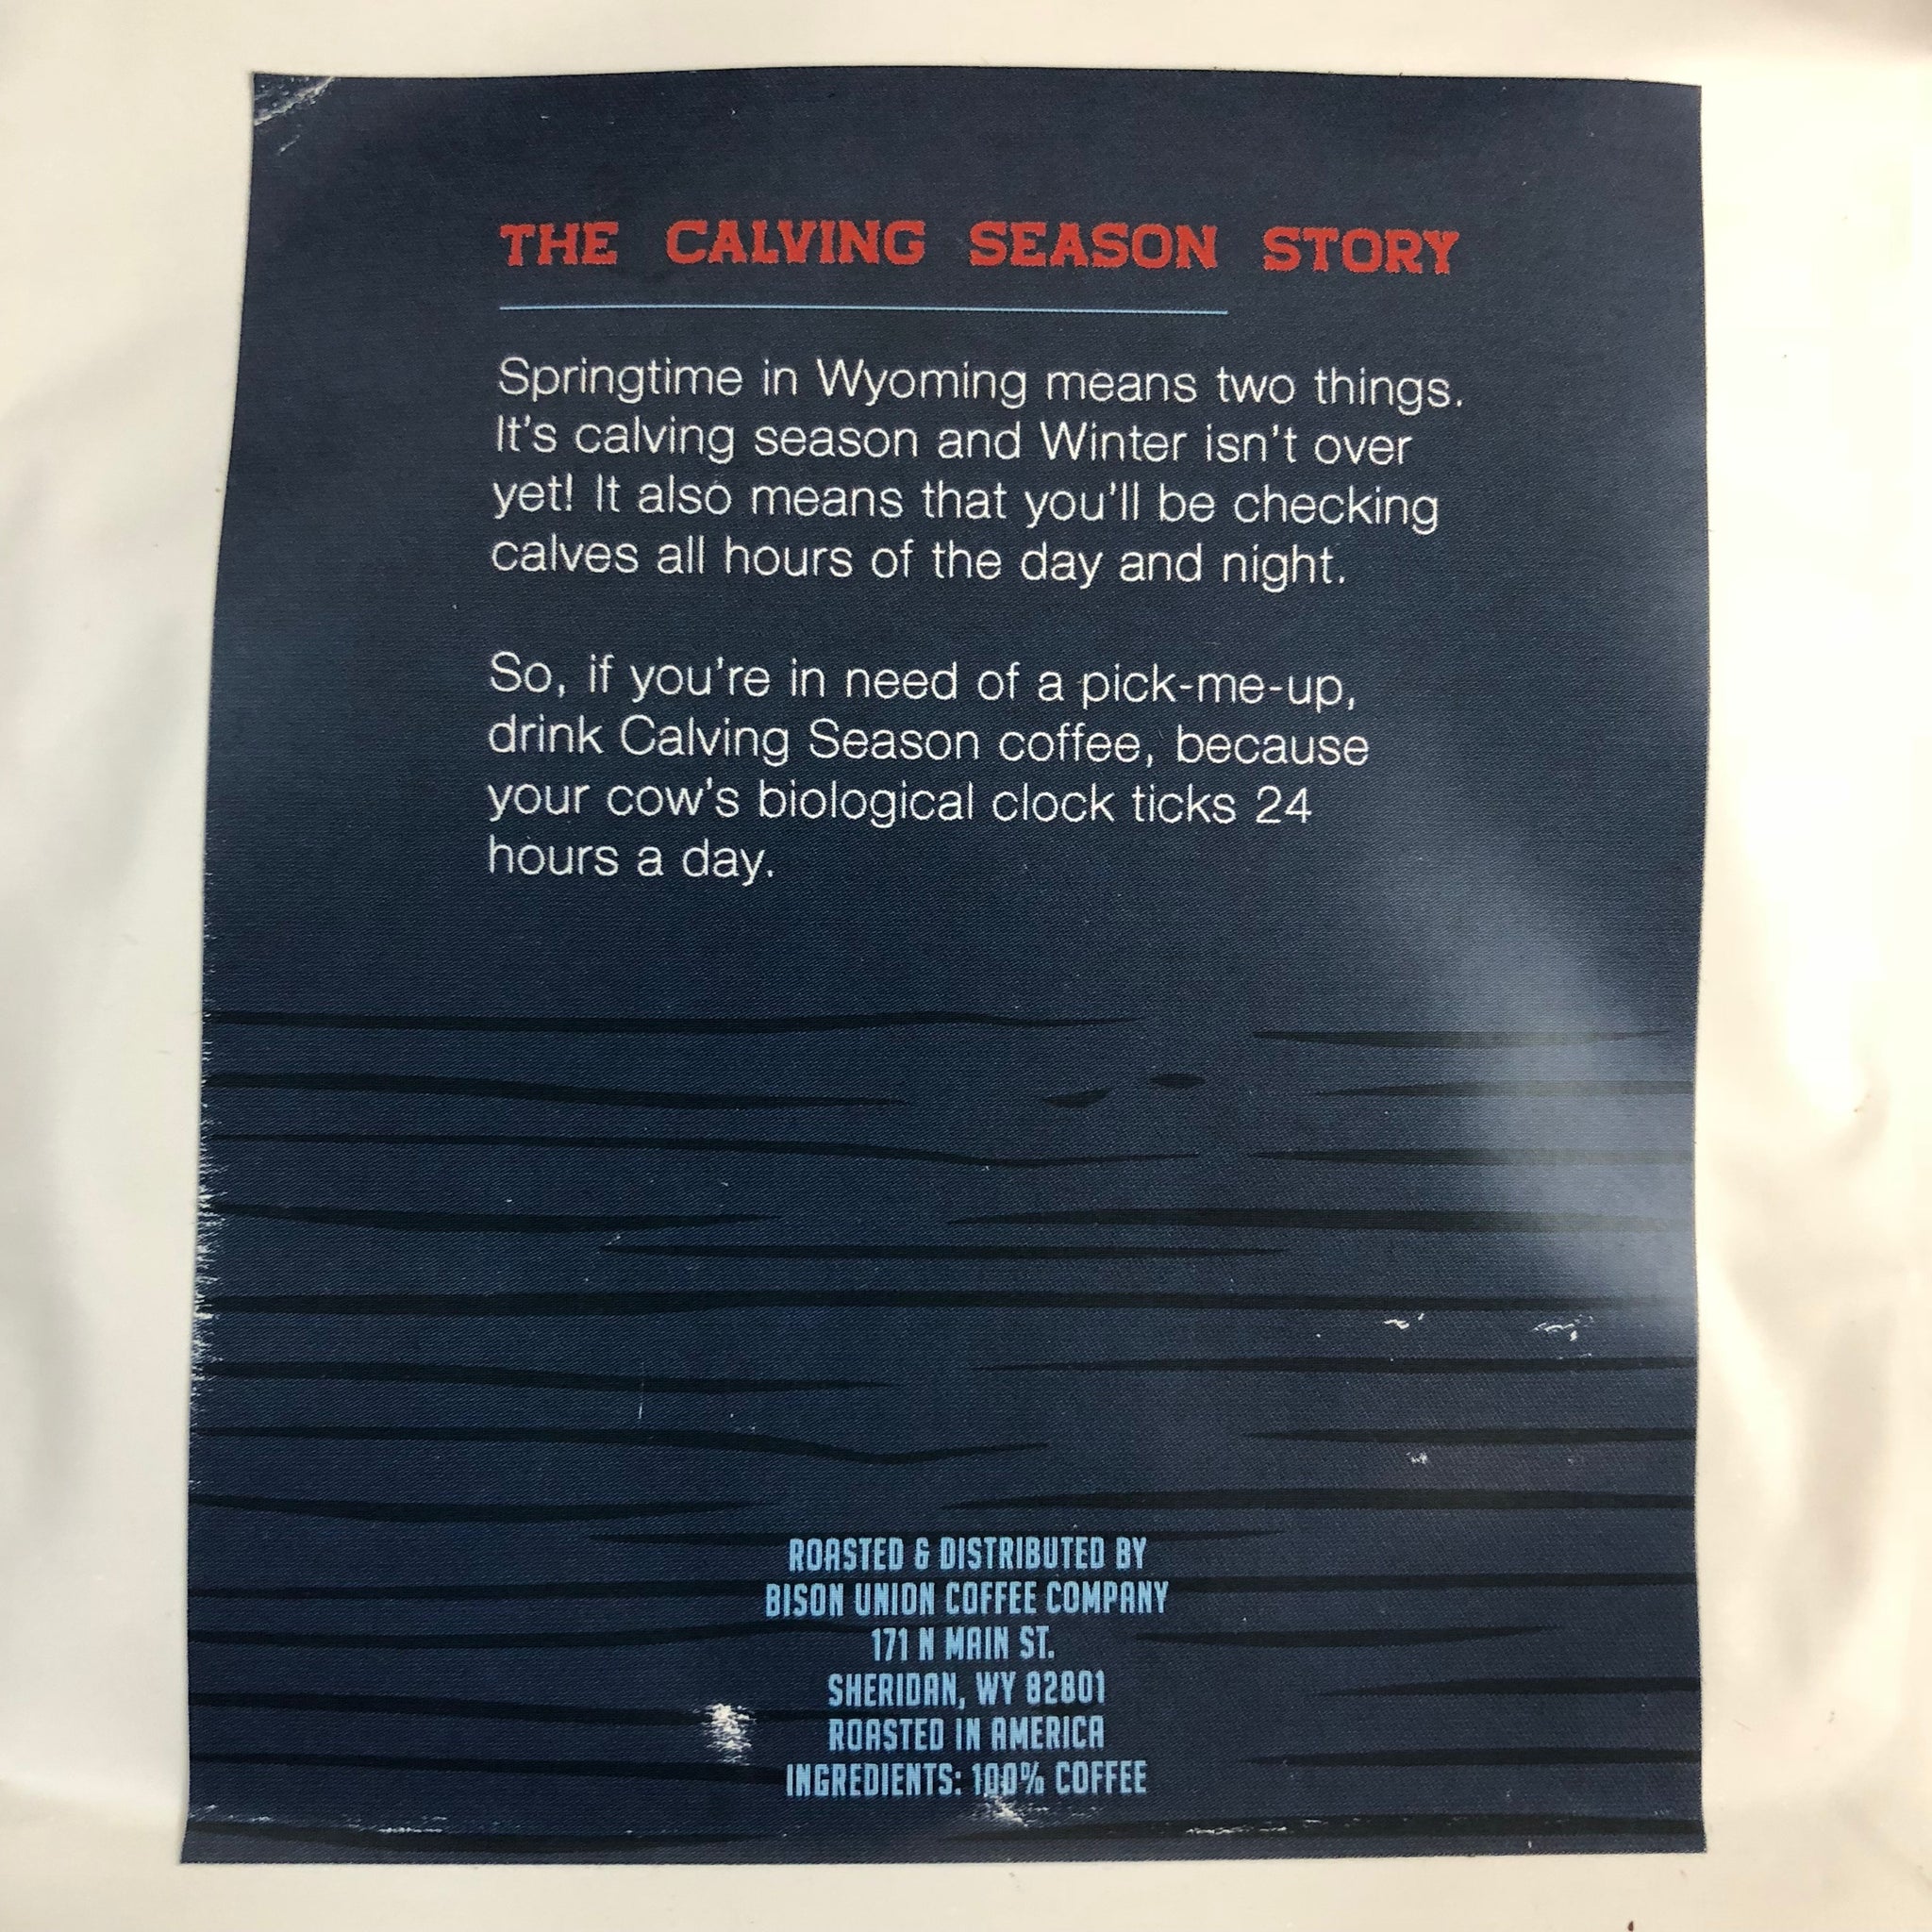 THE CALVING SEASON STORY
Springtime in Wyoming means two things.
It's calving season and Winter isn't over
yet! It also means that you'll be checking
calves all hours of the day and night.
So, if you're in need of a pick-me-up,
drink Calving Season coffee, because
your cow's biological clock ticks 24
hours a day.
ROASTED & DISTRIBUTED BY
BISON UNION COFFEE COMPANY
171 N MAIN ST.
SHERIDAN, WY 82801
ROASTED IN AMERICA
INGREDIENTS: 100% COFFEE